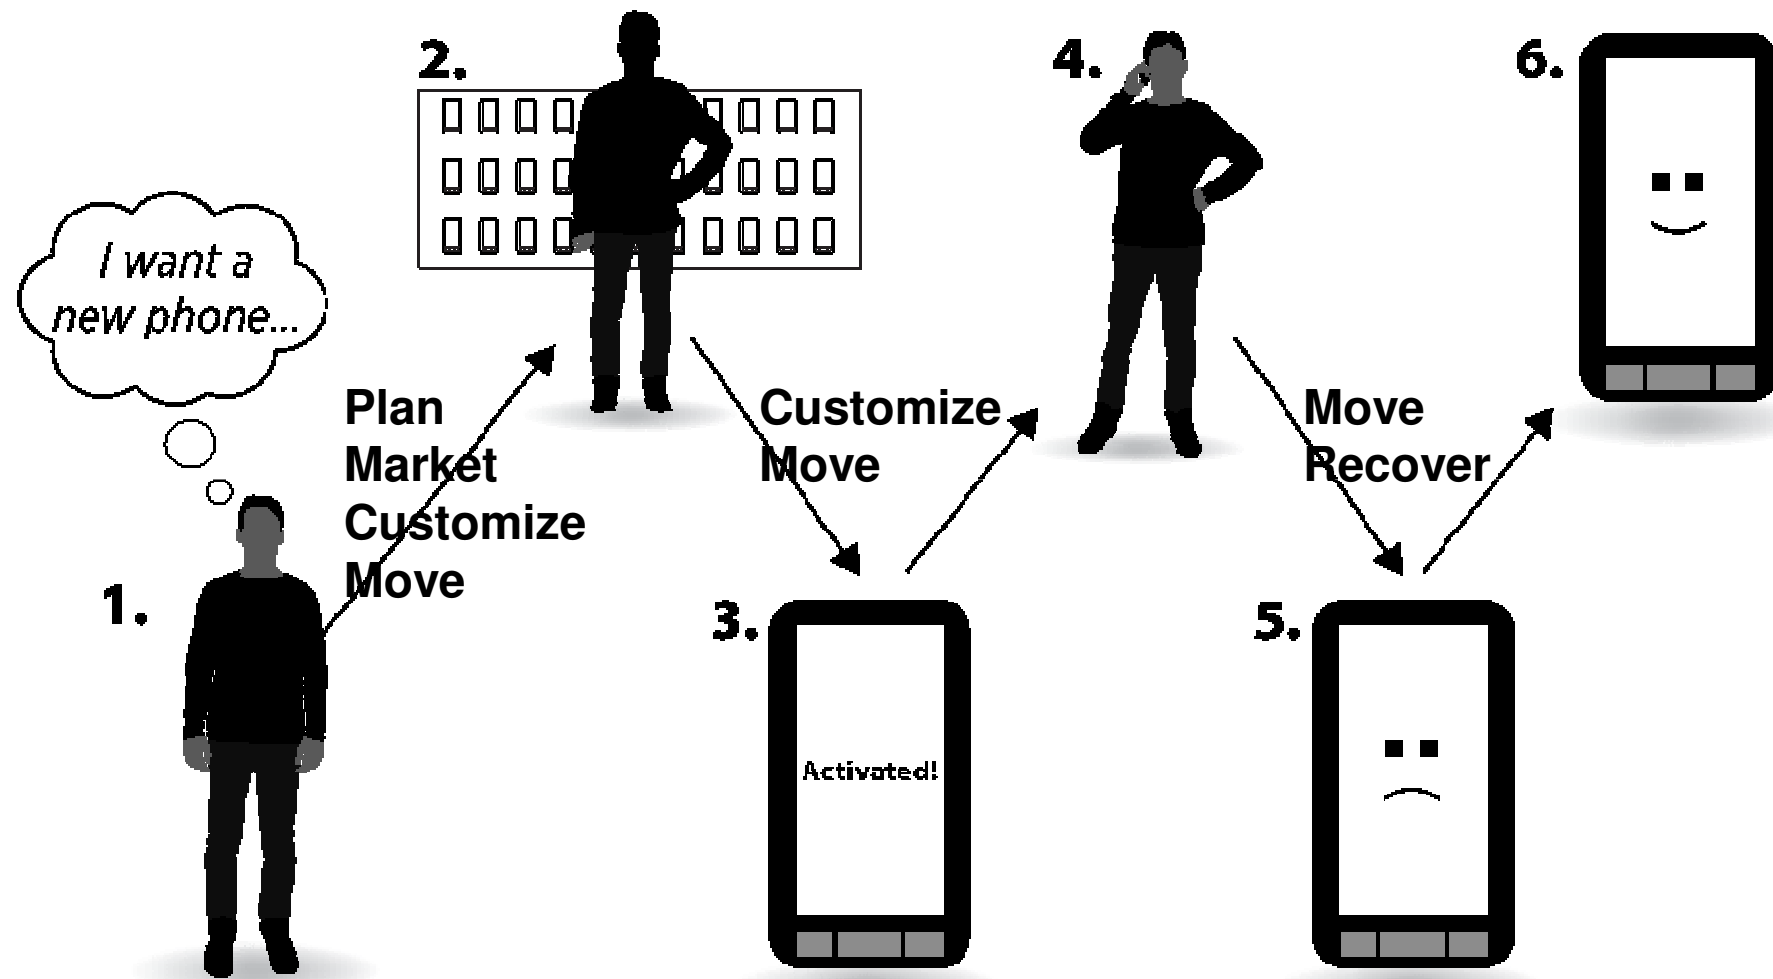 1.
I want a
new phone...
Plan
Market
Customize
Move
2.
Customize
Move
3.
Activated!
4.
Move
Recover
5.
6.